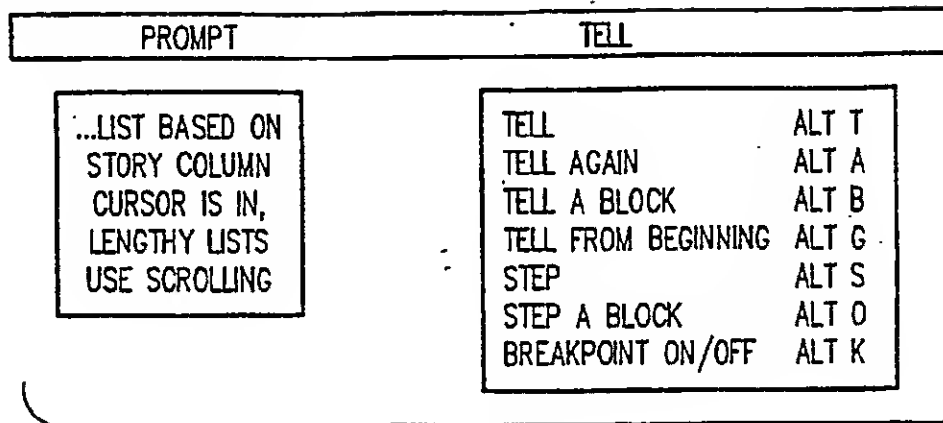 PROMPT TELL
...LIST BASED ON
STORY COLUMN
CURSOR IS IN,
LENGTHY LISTS
USE SCROLLING
TELL ALT T
TELL AGAIN ALT A
TELL A BLOCK ALT B
TELL FROM BEGINNING ALT G
STEP ALT S
STEP A BLOCK ALT O
BREAKPOINT ON/OFF ALT K